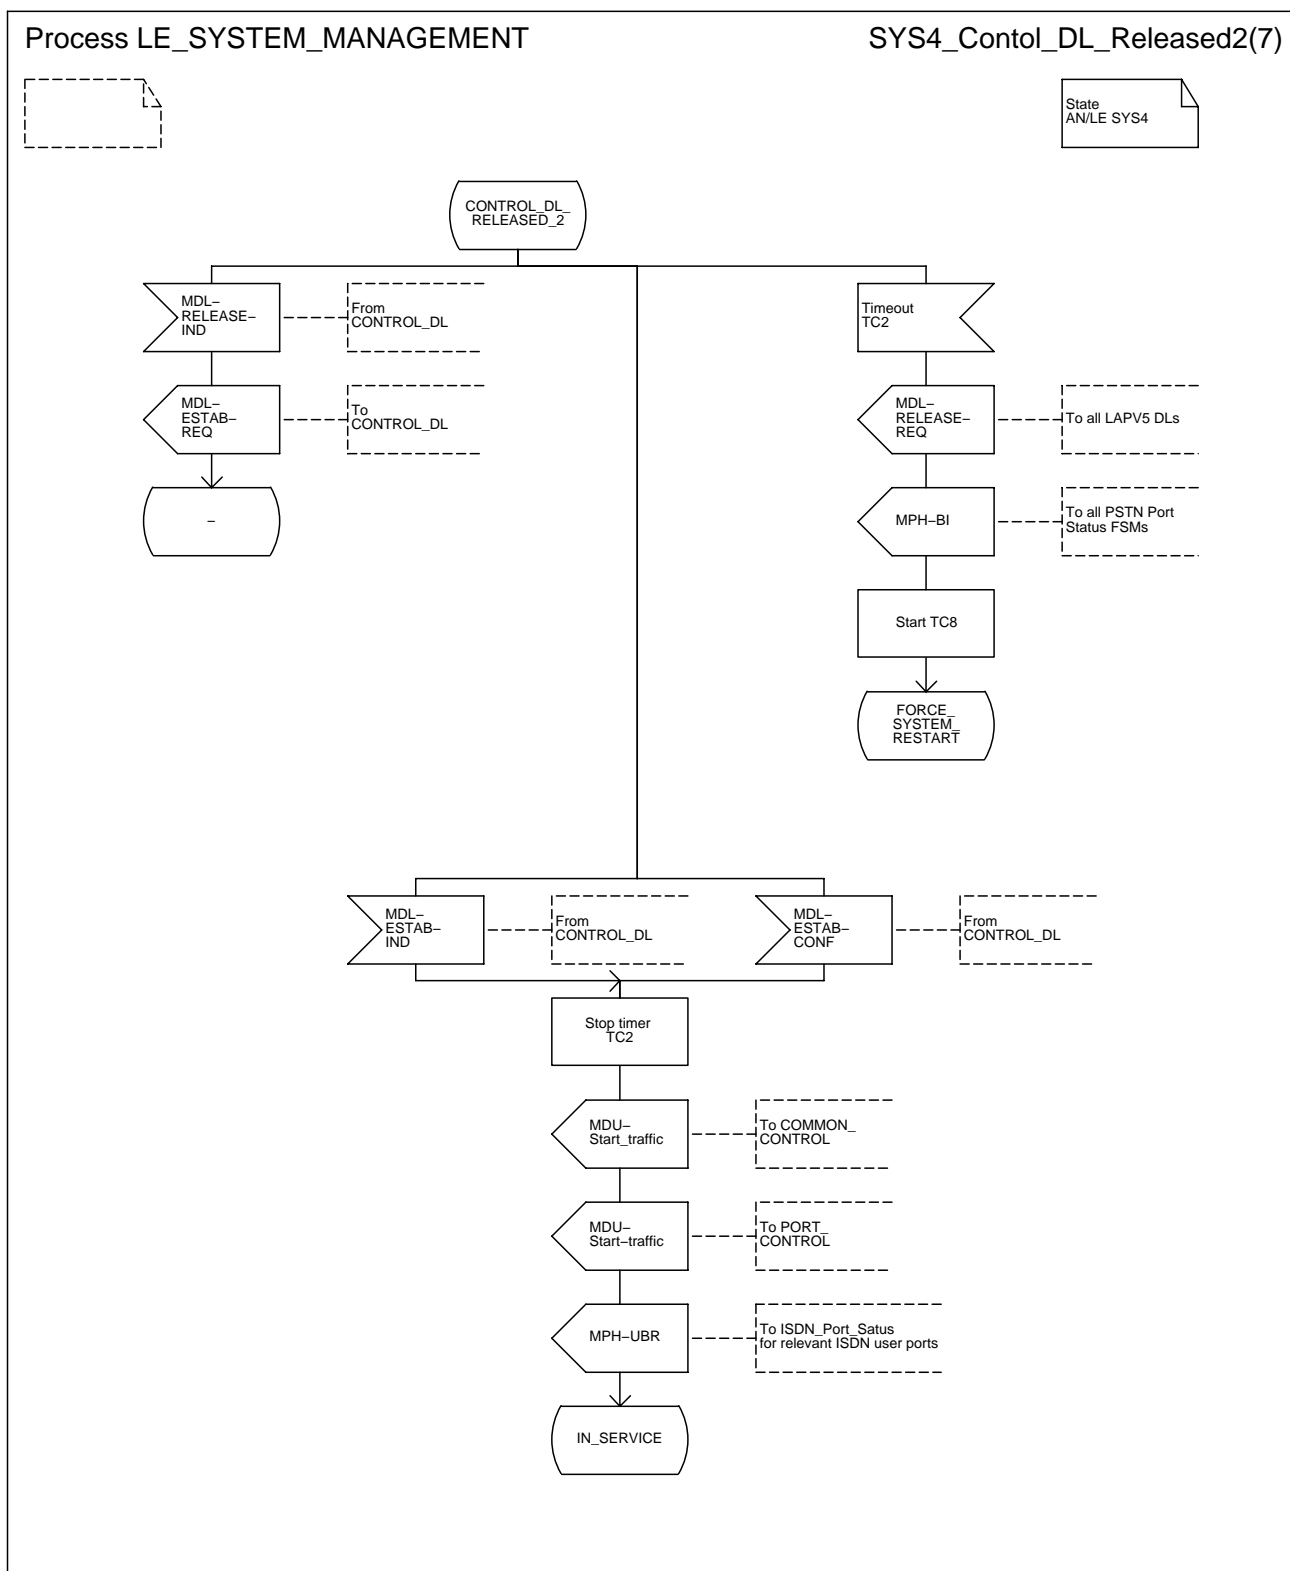 Process LE_SYSTEM_MANAGEMENT
SYS4_Contol_DL_Released2(7)
State
AN/LE SYS4
CONTROL_DL_
RELEASED_2
MDL–
RELEASE–
IND
From
CONTROL_DL
Timeout
TC2
MDL–
ESTAB–
REQ
To
CONTROL_DL
MDL–
RELEASE–
REQ
To all LAPV5 DLs
–
MPH–BI
To all PSTN Port
Status FSMs
Start TC8
FORCE_
SYSTEM_
RESTART
MDL–
ESTAB–
IND
From
CONTROL_DL
MDL–
ESTAB–
CONF
From
CONTROL_DL
Stop timer
TC2
MDU–
Start_traffic
To COMMON_
CONTROL
MDU–
Start–traffic
To PORT_
CONTROL
MPH–UBR
To ISDN_Port_Satus
for relevant ISDN user ports
IN_SERVICE